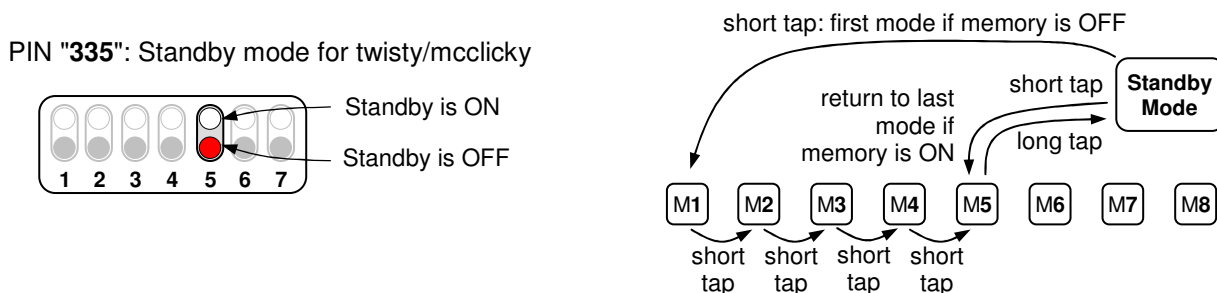 PIN "335": Standby mode for twisty/mcclicky
Standby is ON
Standby is OFF
1 2 3 4 5 6 7
short tap: first mode if memory is OFF
Standby
Mode
short tap
long tap
return to last
mode if
memory is ON
M1 M2 M3 M4 M5 M6 M7 M8
short
tap
short
tap
short
tap
short
tap